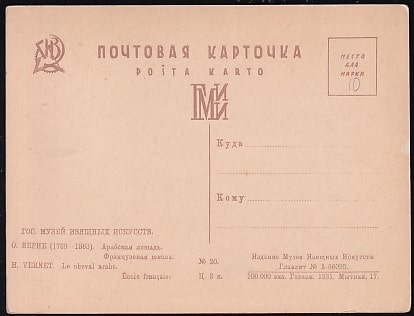 ПОЧТОВАЯ КАРТОЧКА
POŜTA KARTO
МЕСТО
ДЛЯ
МАРКИ
10
ГМИИ
Куда
Кому
ГОС. МУЗЕЙ ИЗЯЩНЫХ ИСКУССТВ.
О. ВЕРНЕ (1789—1863). Арабская лошадь.
Французская школа.
H. VERNET. Le cheval arabe.
École française
№ 20.
Ц. 8 к.
Издание Музея Изящных Искусств.
Главлит № А-86095.
100.000 экз. Гознак. 1931. Мытная, 17.